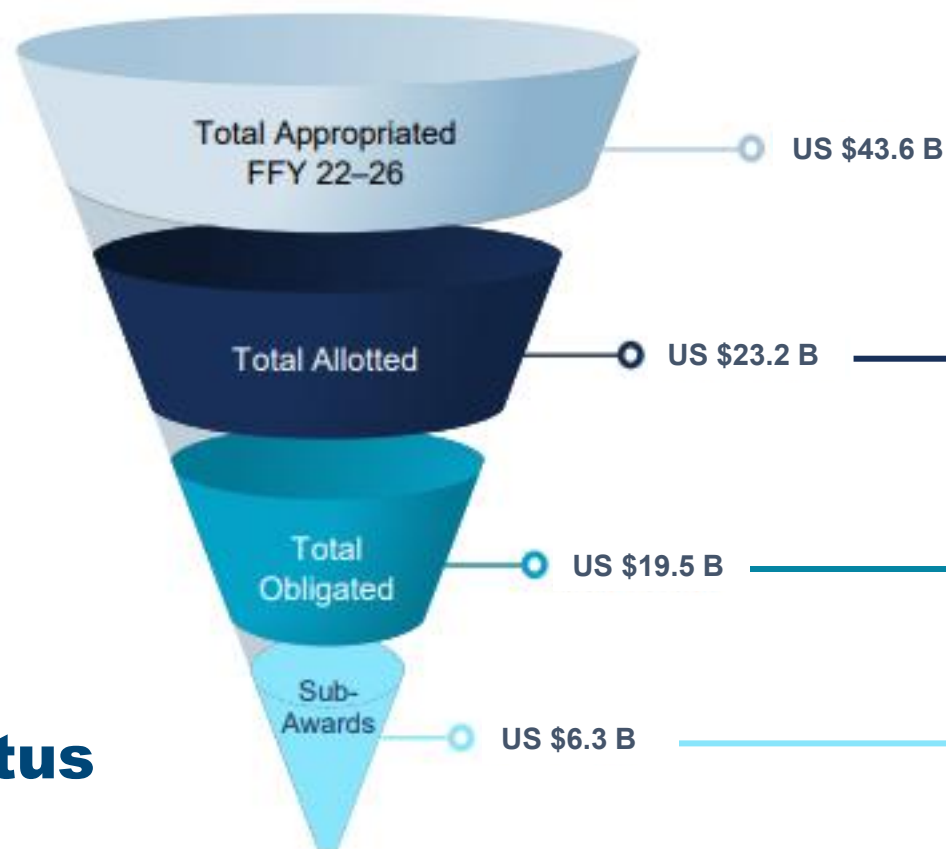 Total Appropriated
FFY 22–26
US $43.6 B
Total Allotted
US $23.2 B
Total
Obligated
US $19.5 B
Sub-
Awards
US $6.3 B
tus